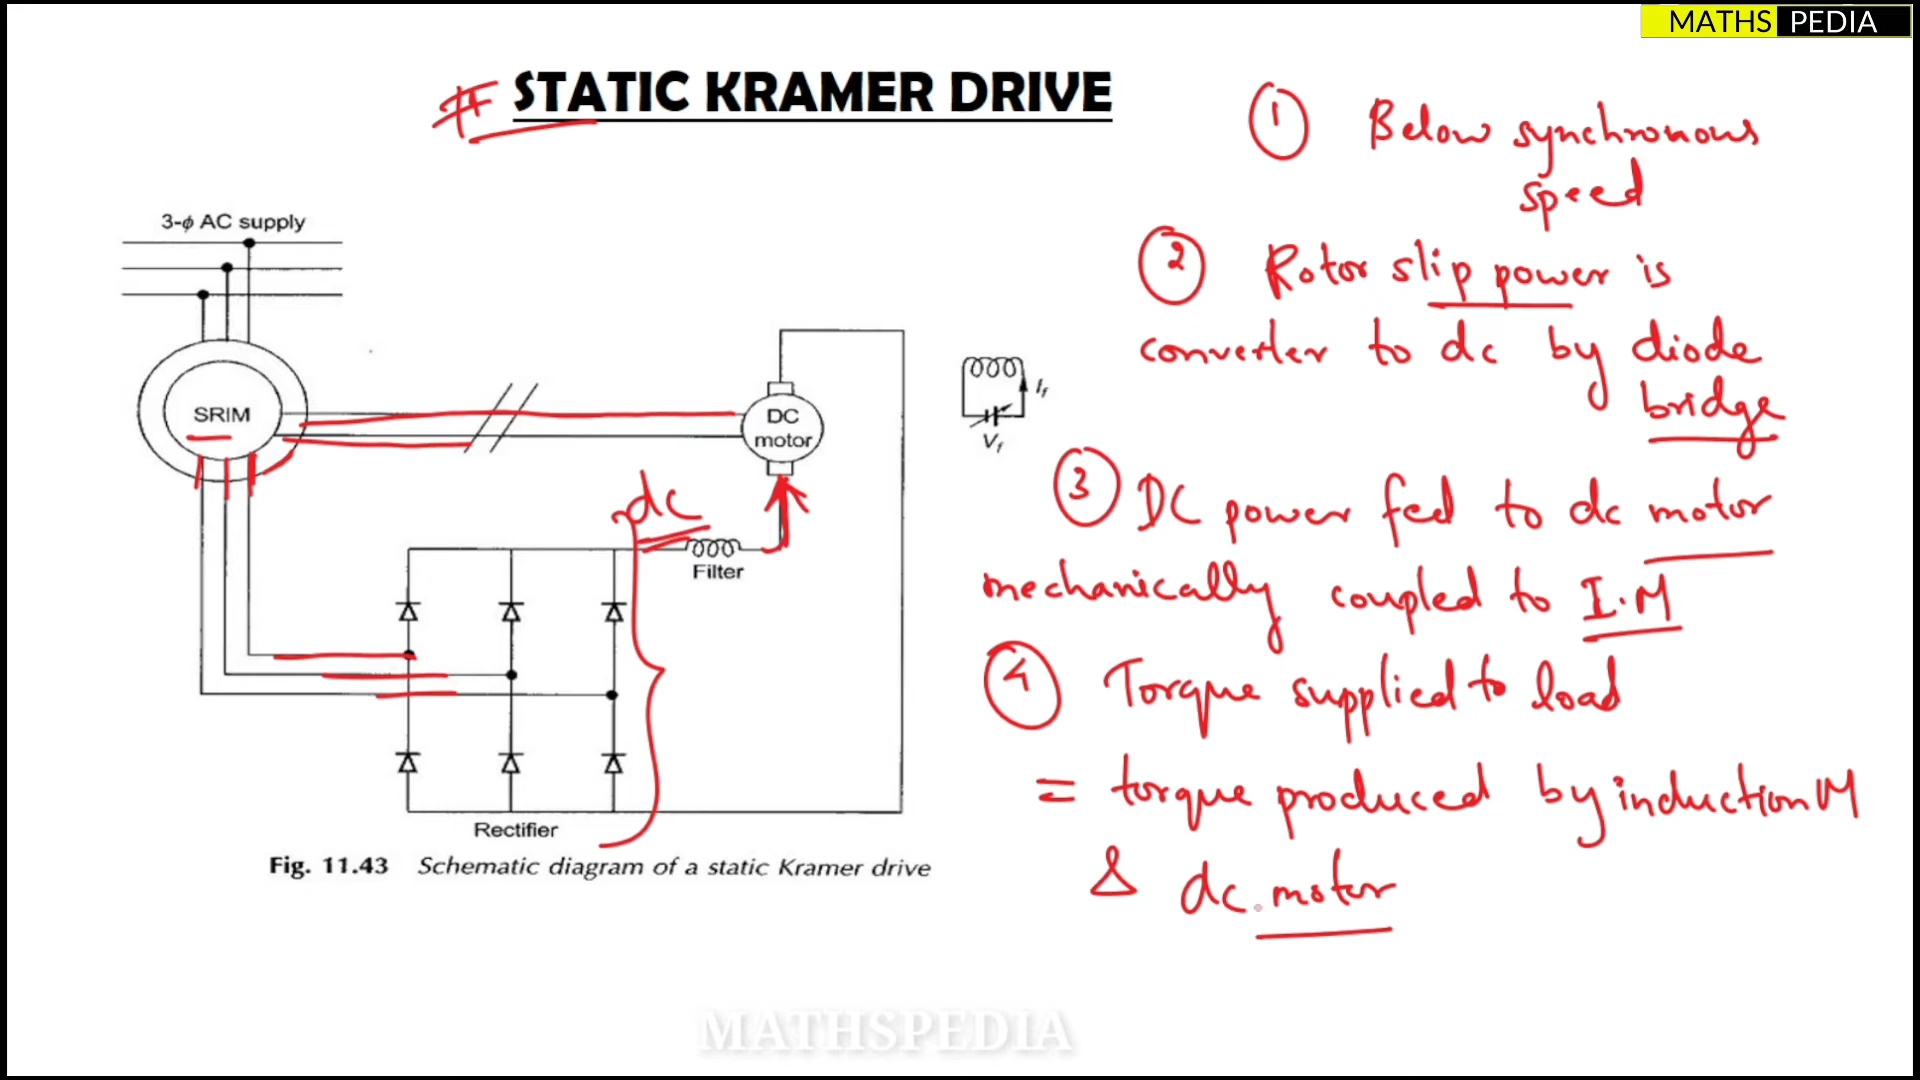 MATHS PEDIA
# STATIC KRAMER DRIVE
① Below synchronous
speed
② Rotor slip power is
converter to dc by diode
bridge
③ DC power fed to dc motor
mechanically coupled to I.M
④ Torque supplied to load
= torque produced by induction M
& dc motor
3-ϕ AC supply
SRIM
DC
motor
I_f
V_f
dc
Filter
Rectifier
Fig. 11.43 Schematic diagram of a static Kramer drive
MATHSPEDIA